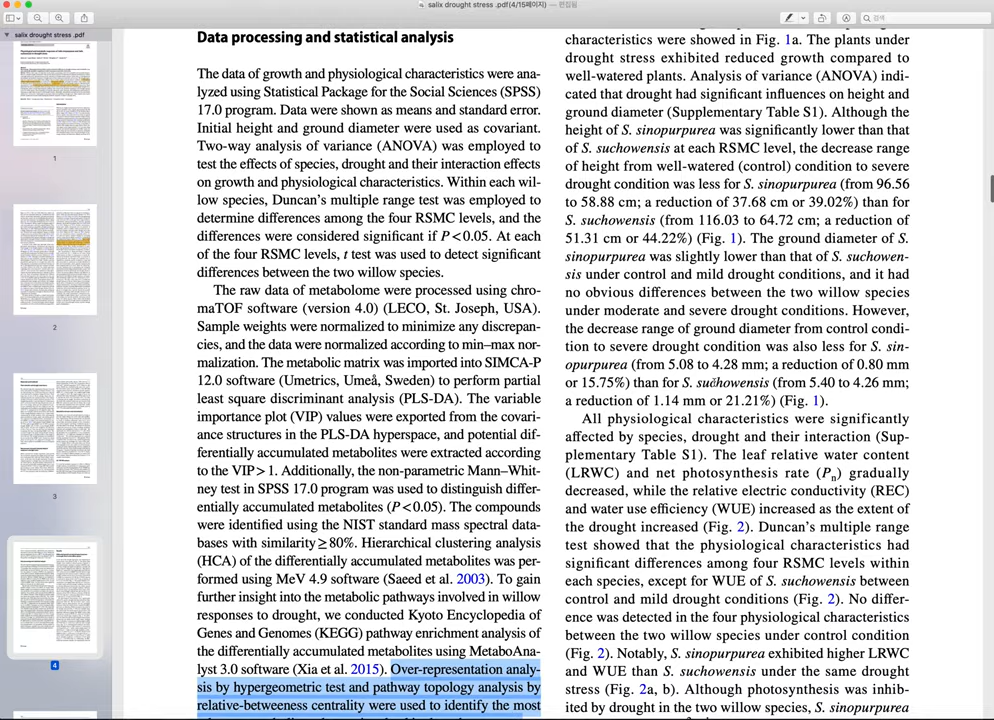 salix drought stress .pdf(4/15페이지) — 편집됨
검색
salix drought stress .pdf
1
2
3
4
Data processing and statistical analysis
The data of growth and physiological characteristics were ana-
lyzed using Statistical Package for the Social Sciences (SPSS)
17.0 program. Data were shown as means and standard error.
Initial height and ground diameter were used as covariant.
Two-way analysis of variance (ANOVA) was employed to
test the effects of species, drought and their interaction effects
on growth and physiological characteristics. Within each wil-
low species, Duncan's multiple range test was employed to
determine differences among the four RSMC levels, and the
differences were considered significant if P<0.05. At each
of the four RSMC levels, t test was used to detect significant
differences between the two willow species.
The raw data of metabolome were processed using chro-
maTOF software (version 4.0) (LECO, St. Joseph, USA).
Sample weights were normalized to minimize any discrepan-
cies, and the data were normalized according to min–max nor-
malization. The metabolic matrix was imported into SIMCA-P
12.0 software (Umetrics, Umeå, Sweden) to perform partial
least square discriminant analysis (PLS-DA). The variable
importance plot (VIP) values were exported from the covari-
ance structures in the PLS-DA hyperspace, and potential dif-
ferentially accumulated metabolites were extracted according
to the VIP>1. Additionally, the non-parametric Mann–Whit-
ney test in SPSS 17.0 program was used to distinguish differ-
entially accumulated metabolites (P<0.05). The compounds
were identified using the NIST standard mass spectral data-
bases with similarity≥80%. Hierarchical clustering analysis
(HCA) of the differentially accumulated metabolites was per-
formed using MeV 4.9 software (Saeed et al. 2003). To gain
further insight into the metabolic pathways involved in willow
responses to drought, we conducted Kyoto Encyclopedia of
Genes and Genomes (KEGG) pathway enrichment analysis of
the differentially accumulated metabolites using MetaboAna-
lyst 3.0 software (Xia et al. 2015). Over-representation analy-
sis by hypergeometric test and pathway topology analysis by
relative-betweeness centrality were used to identify the most
characteristics were showed in Fig. 1a. The plants under
drought stress exhibited reduced growth compared to
well-watered plants. Analysis of variance (ANOVA) indi-
cated that drought had significant influences on height and
ground diameter (Supplementary Table S1). Although the
height of S. sinopurpurea was significantly lower than that
of S. suchowensis at each RSMC level, the decrease range
of height from well-watered (control) condition to severe
drought condition was less for S. sinopurpurea (from 96.56
to 58.88 cm; a reduction of 37.68 cm or 39.02%) than for
S. suchowensis (from 116.03 to 64.72 cm; a reduction of
51.31 cm or 44.22%) (Fig. 1). The ground diameter of S.
sinopurpurea was slightly lower than that of S. suchowen-
sis under control and mild drought conditions, and it had
no obvious differences between the two willow species
under moderate and severe drought conditions. However,
the decrease range of ground diameter from control condi-
tion to severe drought condition was also less for S. sin-
opurpurea (from 5.08 to 4.28 mm; a reduction of 0.80 mm
or 15.75%) than for S. suchowensis (from 5.40 to 4.26 mm;
a reduction of 1.14 mm or 21.21%) (Fig. 1).
All physiological characteristics were significantly
affected by species, drought and their interaction (Sup-
plementary Table S1). The leaf relative water content
(LRWC) and net photosynthesis rate (Pn) gradually
decreased, while the relative electric conductivity (REC)
and water use efficiency (WUE) increased as the extent of
the drought increased (Fig. 2). Duncan's multiple range
test showed that the physiological characteristics had
significant differences among four RSMC levels within
each species, except for WUE of S. suchowensis between
control and mild drought conditions (Fig. 2). No differ-
ence was detected in the four physiological characteristics
between the two willow species under control condition
(Fig. 2). Notably, S. sinopurpurea exhibited higher LRWC
and WUE than S. suchowensis under the same drought
stress (Fig. 2a, b). Although photosynthesis was inhib-
ited by drought in both willow species, S. sinopurpurea